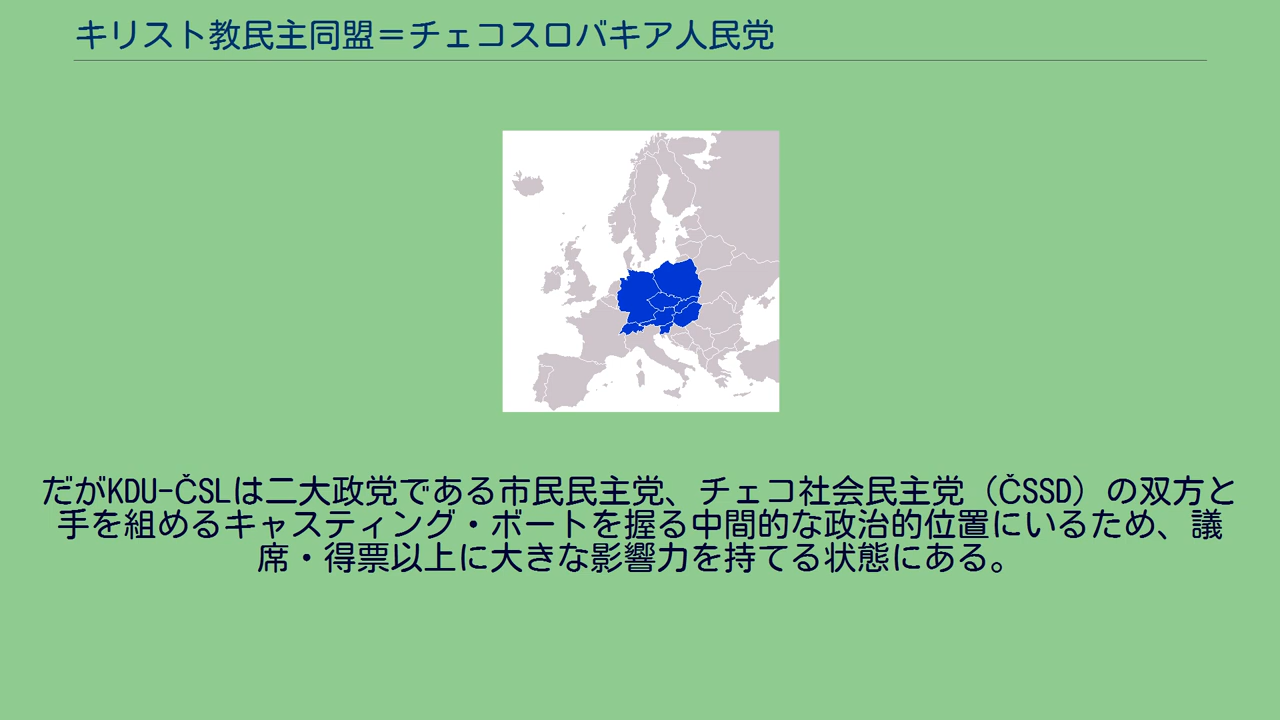 キリスト教民主同盟＝チェコスロバキア人民党
だがKDU-ČSLは二大政党である市民民主党、チェコ社会民主党（ČSSD）の双方と
手を組めるキャスティング・ボートを握る中間的な政治的位置にいるため、議
席・得票以上に大きな影響力を持てる状態にある。